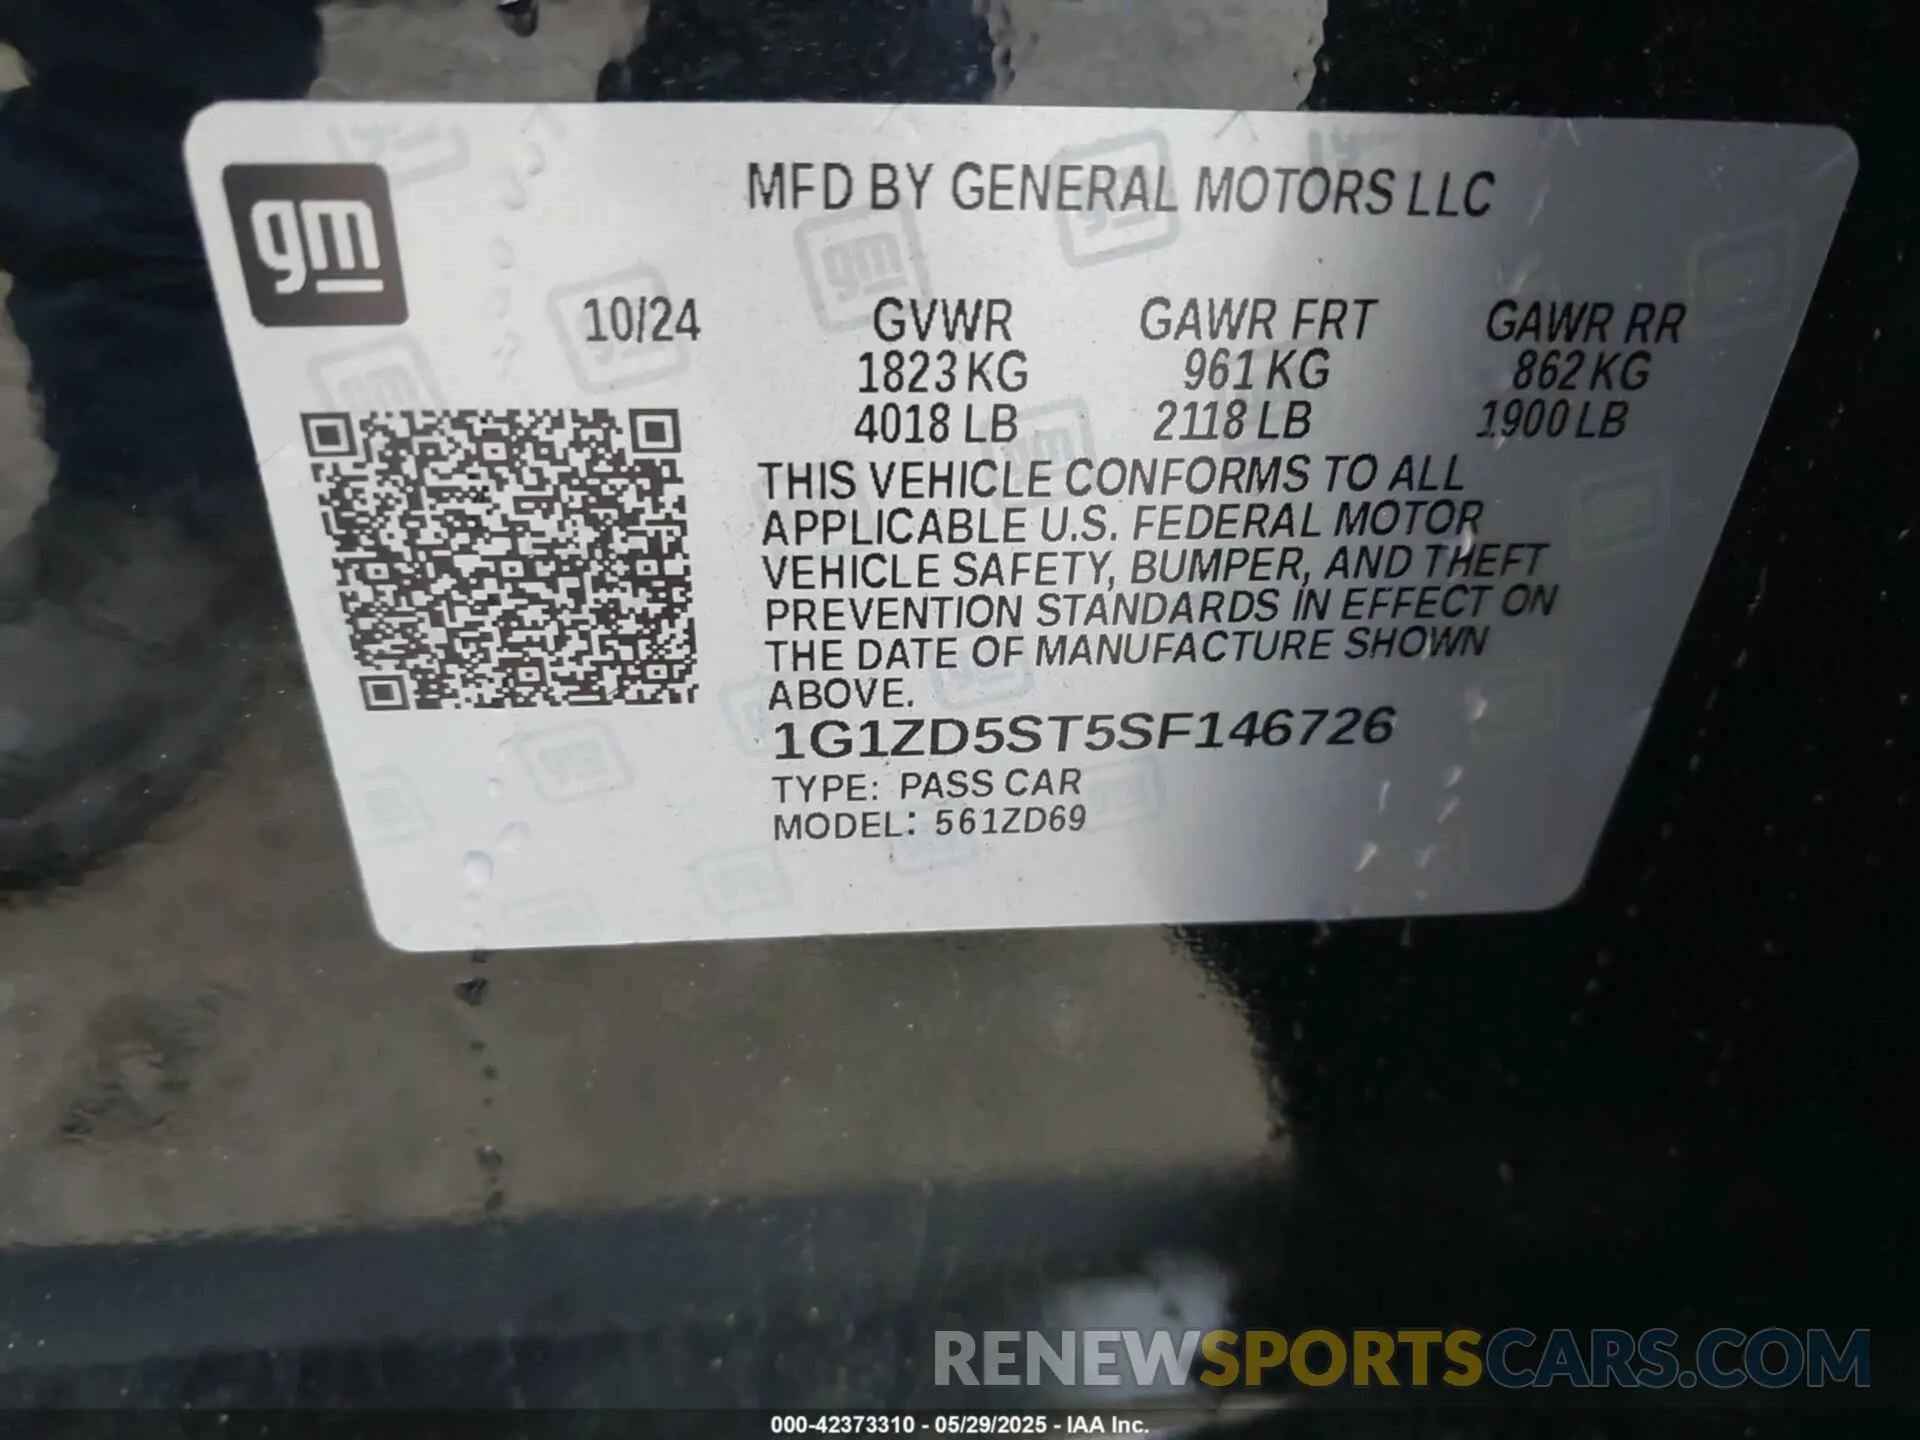 gm
MFD BY GENERAL MOTORS LLC
10/24 GVWR GAWR FRT GAWR RR
1823 KG 961 KG 862 KG
4018 LB 2118 LB 1900 LB
THIS VEHICLE CONFORMS TO ALL
APPLICABLE U.S. FEDERAL MOTOR
VEHICLE SAFETY, BUMPER, AND THEFT
PREVENTION STANDARDS IN EFFECT ON
THE DATE OF MANUFACTURE SHOWN
ABOVE.
1G1ZD5ST5SF146726
TYPE: PASS CAR
MODEL: 561ZD69
RENEWSPORTSCARS.COM
000-42373310 - 05/29/2025 - IAA Inc.